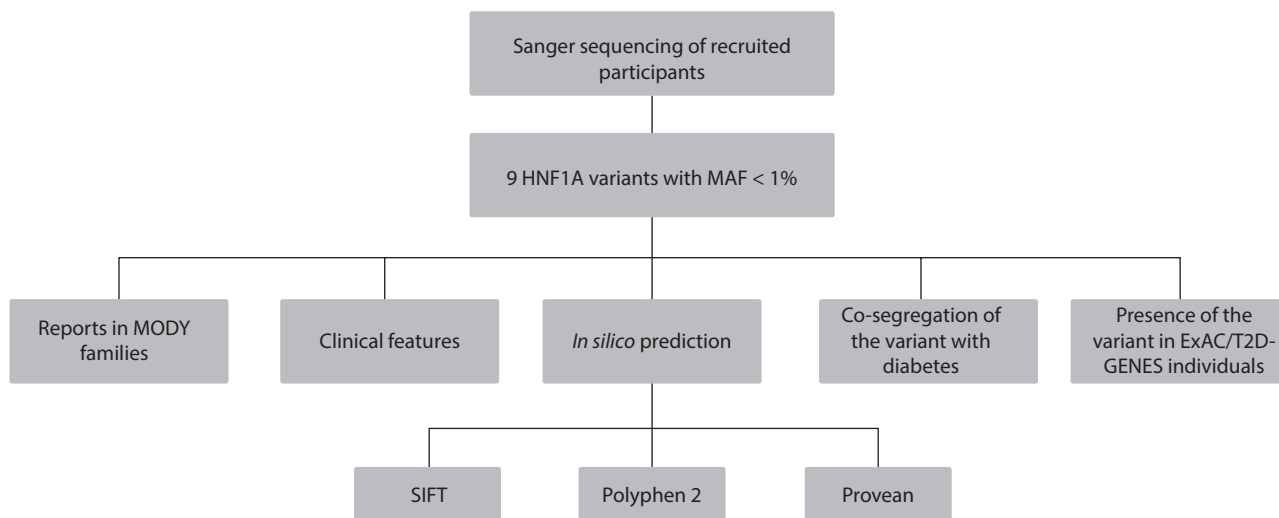 Sanger sequencing of recruited
participants
9 HNF1A variants with MAF < 1%
Reports in MODY
families
Clinical features
In silico prediction
Co-segregation of
the variant with
diabetes
Presence of the
variant in ExAC/T2D-
GENES individuals
SIFT
Polyphen 2
Provean